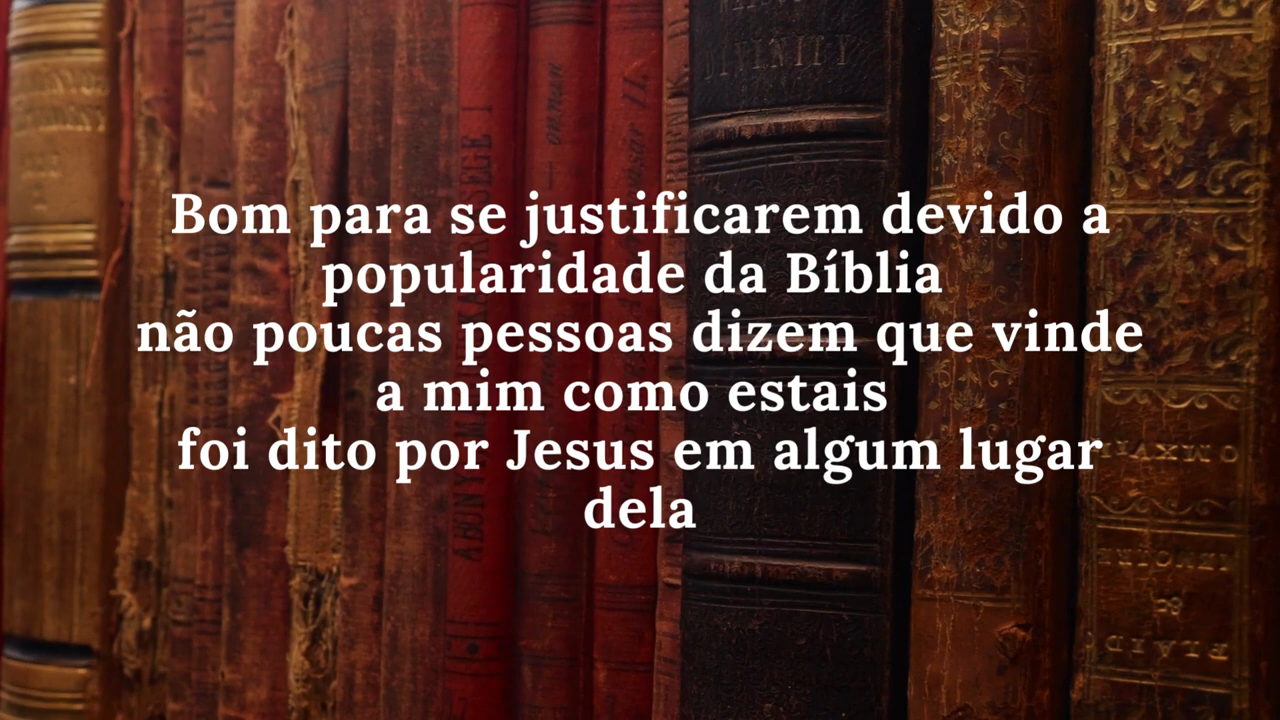 Bom para se justificarem devido a
popularidade da Bíblia
não poucas pessoas dizem que vinde
a mim como estais
foi dito por Jesus em algum lugar
dela
DIVINITY